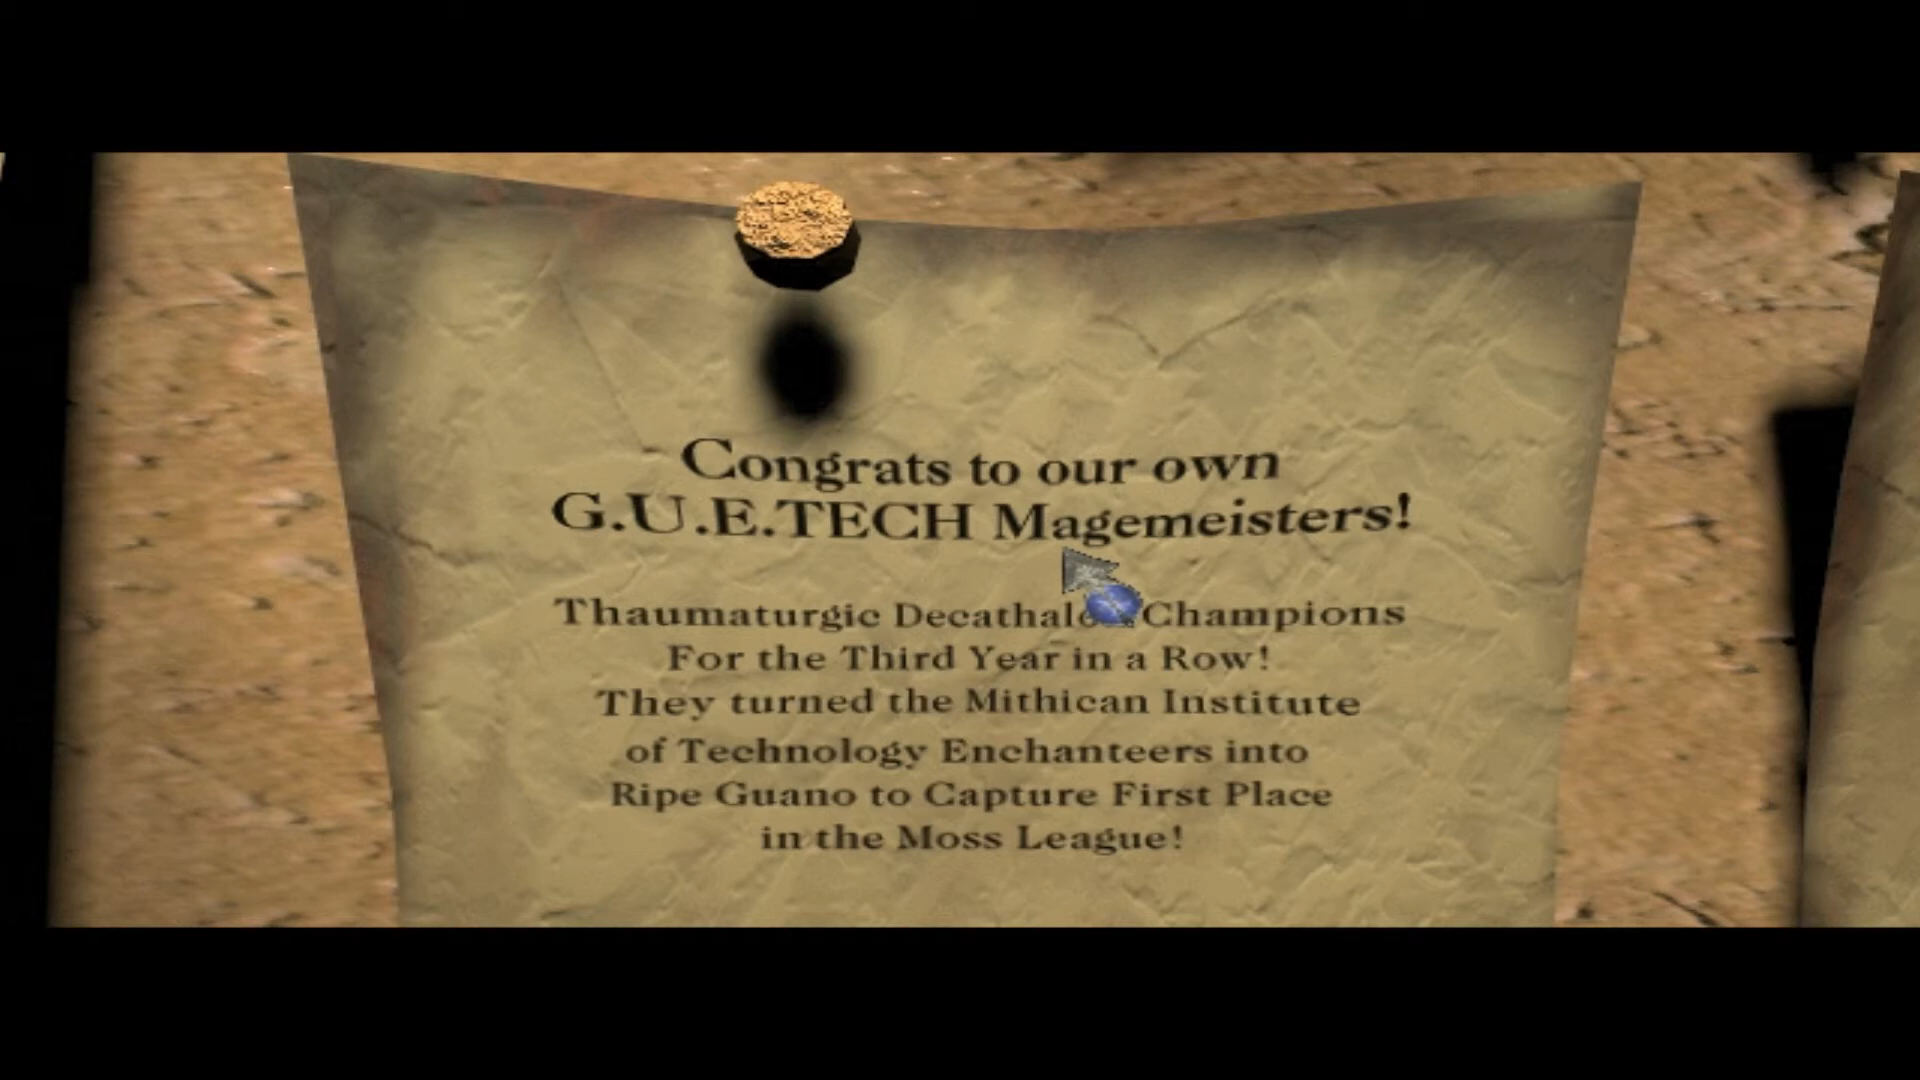 Congrats to our own
G.U.E.TECH Magemeisters!
Thaumaturgic Champions
For the Third Year in a Row!
They turned the Mithican Institute
of Technology Enchanteers into
Ripe Guano to Capture First Place
in the Moss League!